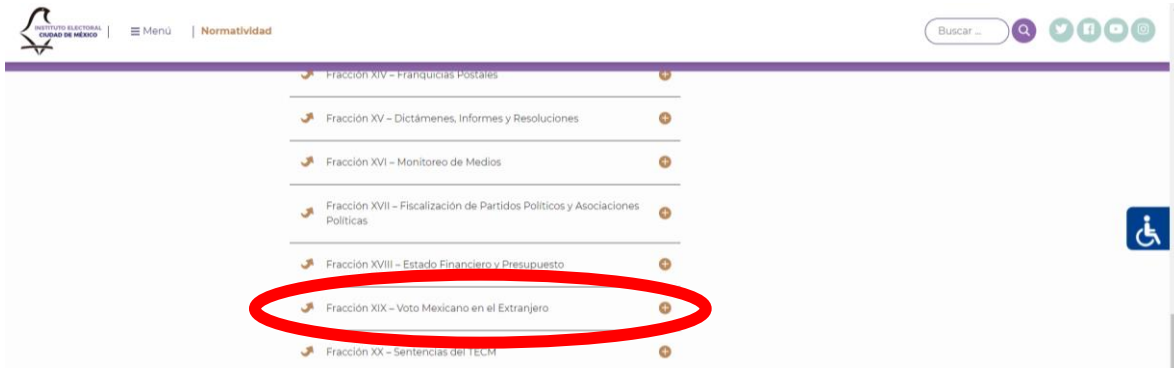 INSTITUTO ELECTORAL
CIUDAD DE MÉXICO
Menú
Normatividad
Buscar ...
Fracción XIV – Franquicias Postales
Fracción XV – Dictámenes, Informes y Resoluciones
Fracción XVI – Monitoreo de Medios
Fracción XVII – Fiscalización de Partidos Políticos y Asociaciones
Políticas
Fracción XVIII – Estado Financiero y Presupuesto
Fracción XIX – Voto Mexicano en el Extranjero
Fracción XX – Sentencias del TECM